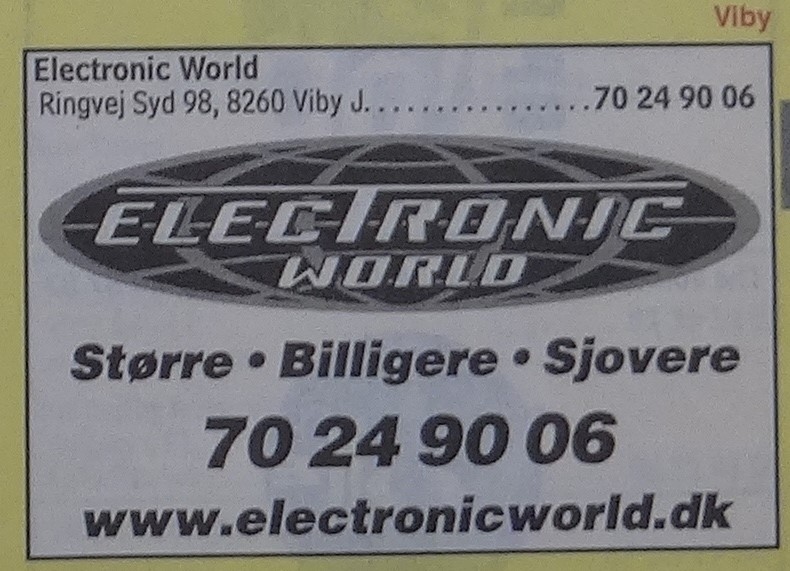 Viby
Electronic World
Ringvej Syd 98, 8260 Viby J. . . . . . . . . . . . . . . . . .70 24 90 06
ELECTRONIC
WORLD
Større • Billigere • Sjovere
70 24 90 06
www.electronicworld.dk